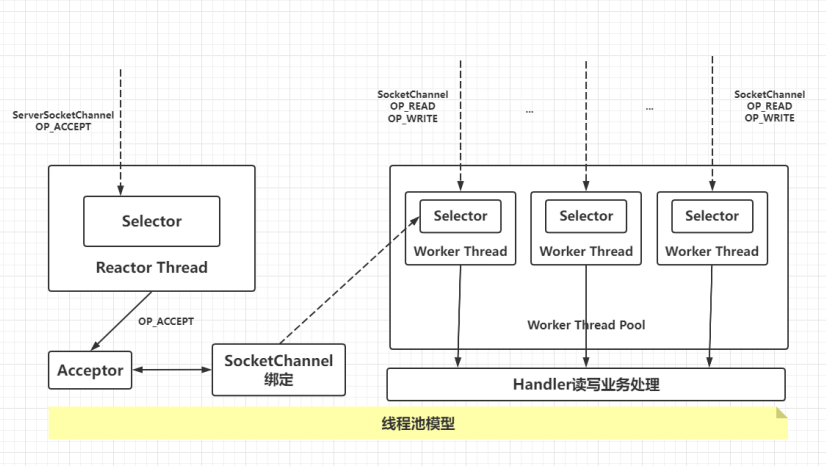 ServerSocketChannel
OP_ACCEPT
SocketChannel
OP_READ
OP_WRITE
...
...
SocketChannel
OP_READ
OP_WRITE
Selector
Reactor Thread
Selector
Worker Thread
Selector
Worker Thread
Selector
Worker Thread
Worker Thread Pool
OP_ACCEPT
Acceptor
SocketChannel
绑定
Handler读写业务处理
线程池模型